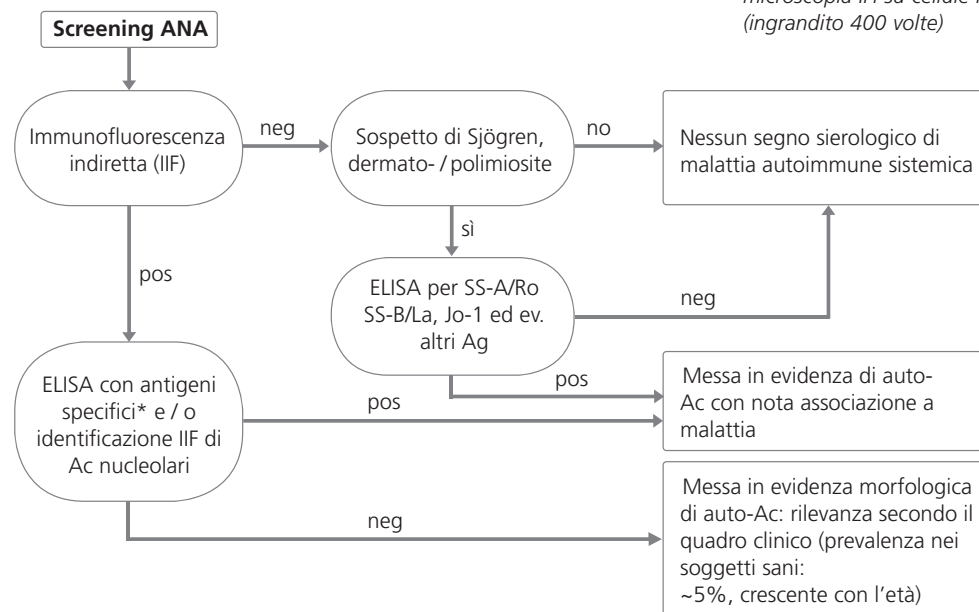 (ingrandito 400 volte)
Screening ANA
Immunofluorescenza
indiretta (IIF)
neg
Sospetto di Sjögren,
dermato- / polimiosite
no
Nessun segno sierologico di
malattia autoimmune sistemica
sì
pos
ELISA per SS-A/Ro
SS-B/La, Jo-1 ed ev.
altri Ag
neg
pos
ELISA con antigeni
specifici* e / o
identificazione IIF di
Ac nucleolari
pos
Messa in evidenza di auto-
Ac con nota associazione a
malattia
neg
Messa in evidenza morfologica
di auto-Ac: rilevanza secondo il
quadro clinico (prevalenza nei
soggetti sani:
~5%, crescente con l'età)